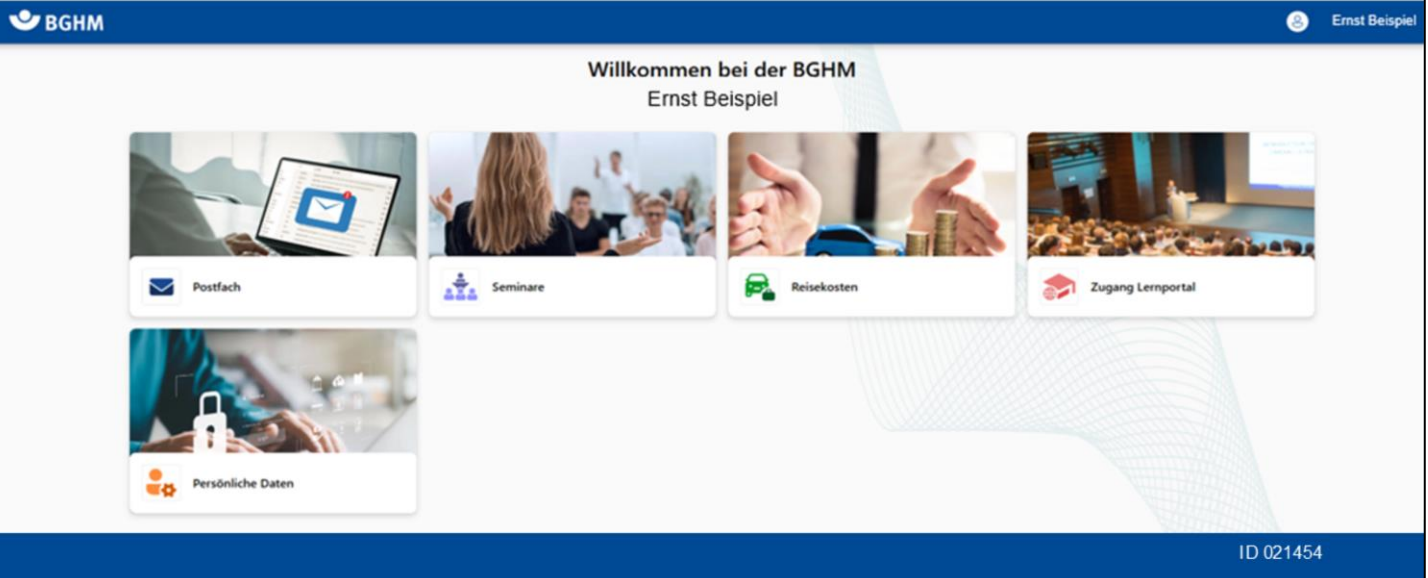 BGHM
Ernst Beispiel
Willkommen bei der BGHM
Ernst Beispiel
Postfach
Seminare
Reisekosten
Zugang Lernportal
Persönliche Daten
ID 021454